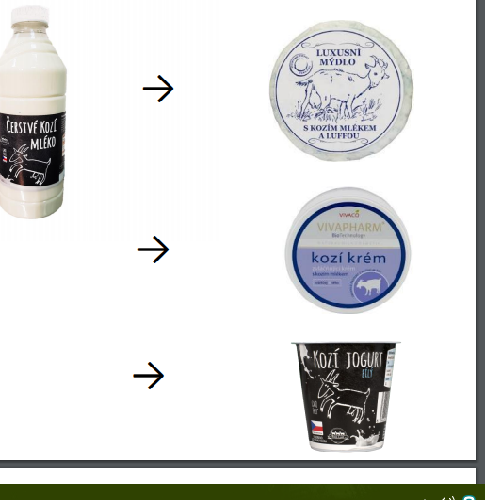 ČERSTVÉ KOZÍ
MLÉKO
LUXUSNÍ
MÝDLO
S KOZÍM MLÉKEM
A LUFFOU
VIVACO
VIVAPHARM
kozí krém
KOZÍ JOGURT
BÍLÝ